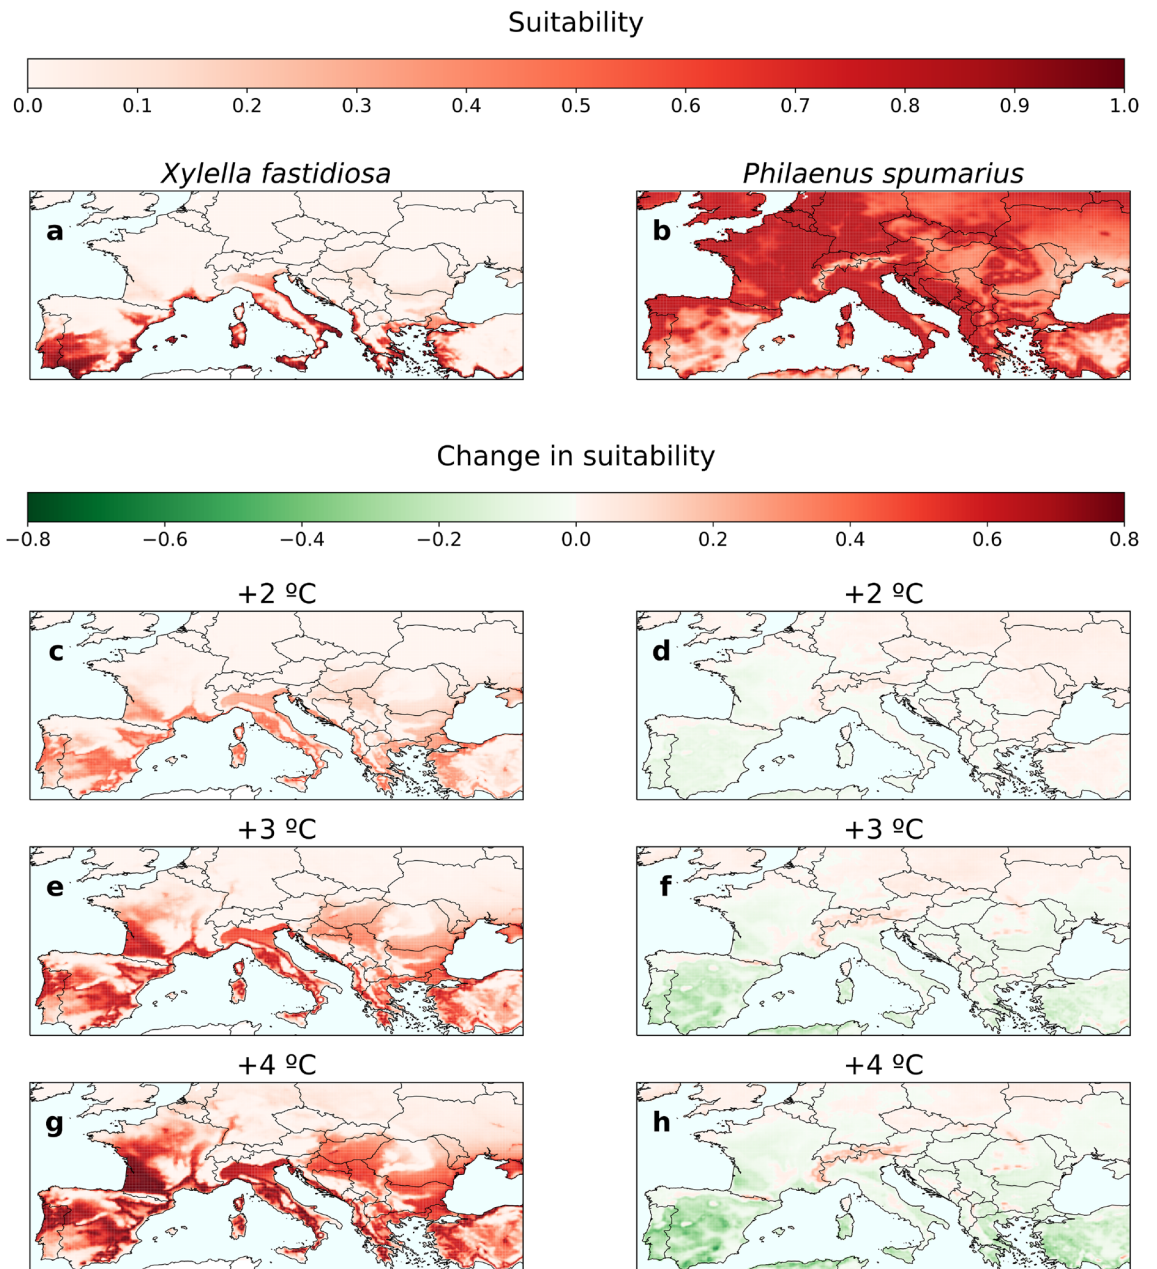 Suitability
0.0 0.1 0.2 0.3 0.4 0.5 0.6 0.7 0.8 0.9 1.0
Xylella fastidiosa
Philaenus spumarius
a
b
Change in suitability
−0.8 −0.6 −0.4 −0.2 0.0 0.2 0.4 0.6 0.8
+2 ºC
+2 ºC
c
d
+3 ºC
+3 ºC
e
f
+4 ºC
+4 ºC
g
h